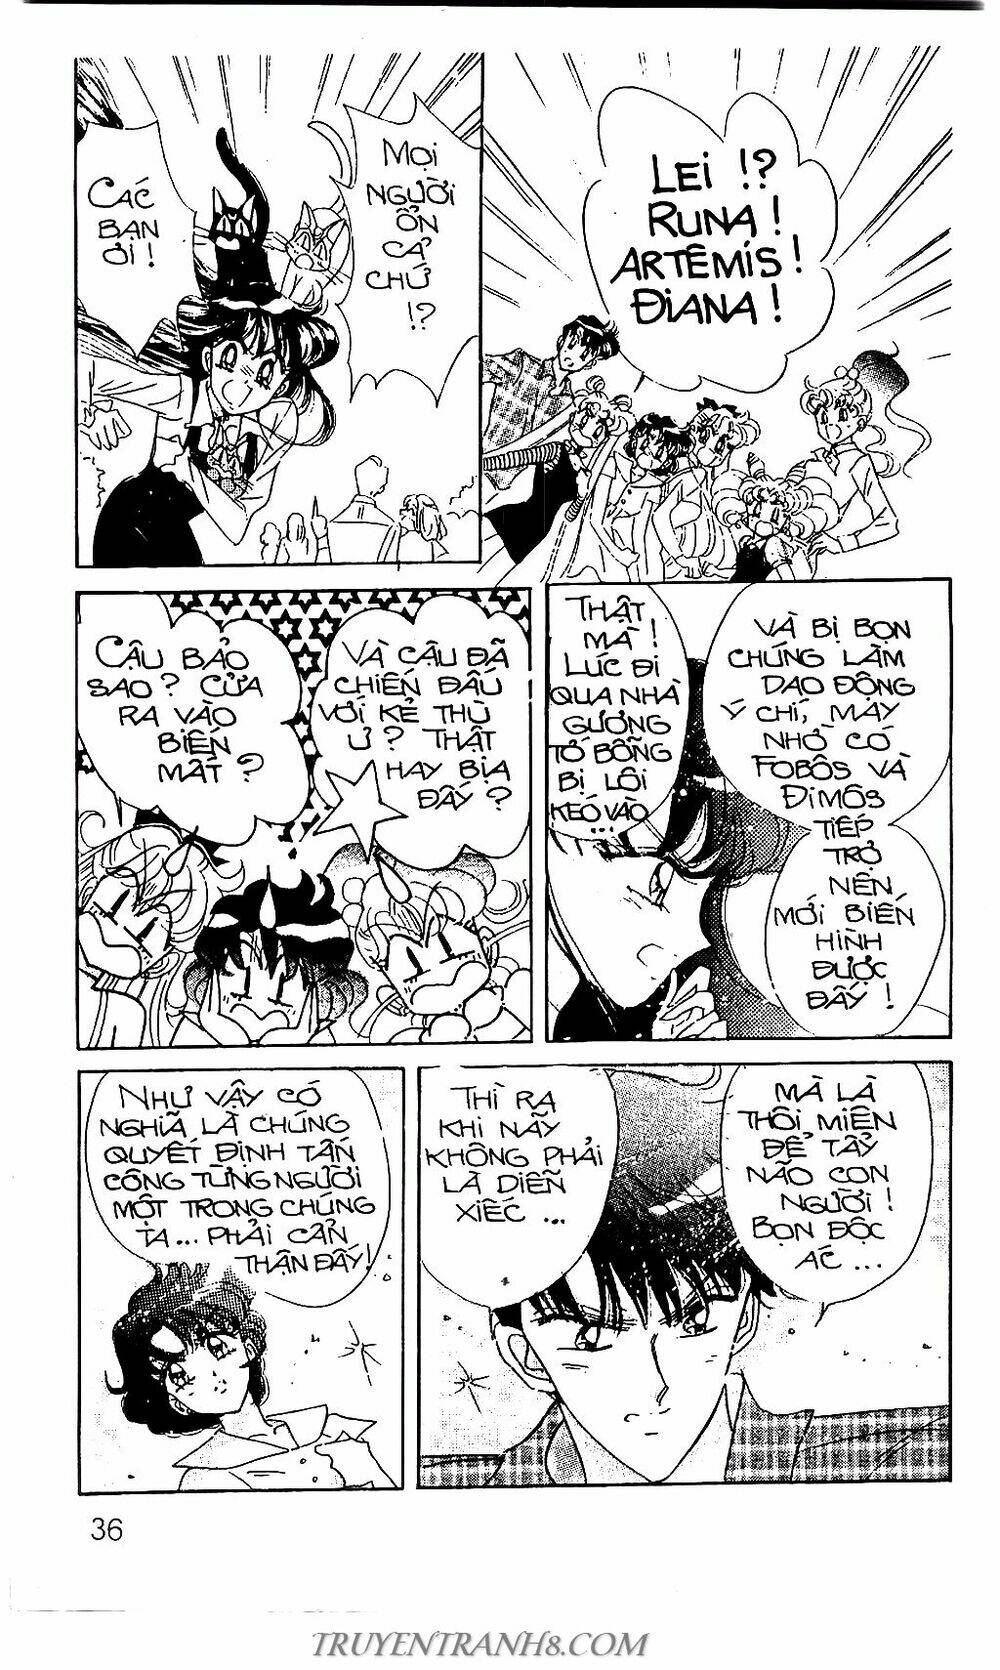 LEI !?
RUNA !
ARTÊMIS !
ĐIANA !
MỌI
NGƯỜI
ỔN
CẢ
CHỨ
!?
CÁC
BẠN
ƠI !
VÀ BỊ BỌN
CHÚNG LÀM
DAO ĐỘNG
Ý CHÍ, MAY
NHỜ CÓ
FOBÔS VÀ
ĐIMÔS
TIẾP
TRỢ
NÊN
MỚI BIẾN
HÌNH
ĐƯỢC
ĐẤY !
THẬT
MÀ !
LÚC ĐI
QUA NHÀ
GƯƠNG
TỚ BỖNG
BỊ LÔI
KÉO VÀO
...
VÀ CẬU ĐÃ
CHIẾN ĐẤU
VỚI KẺ THÙ
Ư ? THẬT
HAY BỊA
ĐẤY ?
CẬU BẢO
SAO ? CỬA
RA VÀO
BIẾN
MẤT ?
NHƯ VẬY CÓ
NGHĨA LÀ CHÚNG
QUYẾT ĐỊNH TẤN
CÔNG TỪNG NGƯỜI
MỘT TRONG CHÚNG
TA... PHẢI CẨN
THẬN ĐẤY!
MÀ LÀ
THÔI MIÊN
ĐỂ TẨY
NÃO CON
NGƯỜI !
BỌN ĐỘC
ÁC ...
THÌ RA
KHI NÃY
KHÔNG PHẢI
LÀ DIỄN
XIẾC ...
36
TRUYENTRANH8.COM